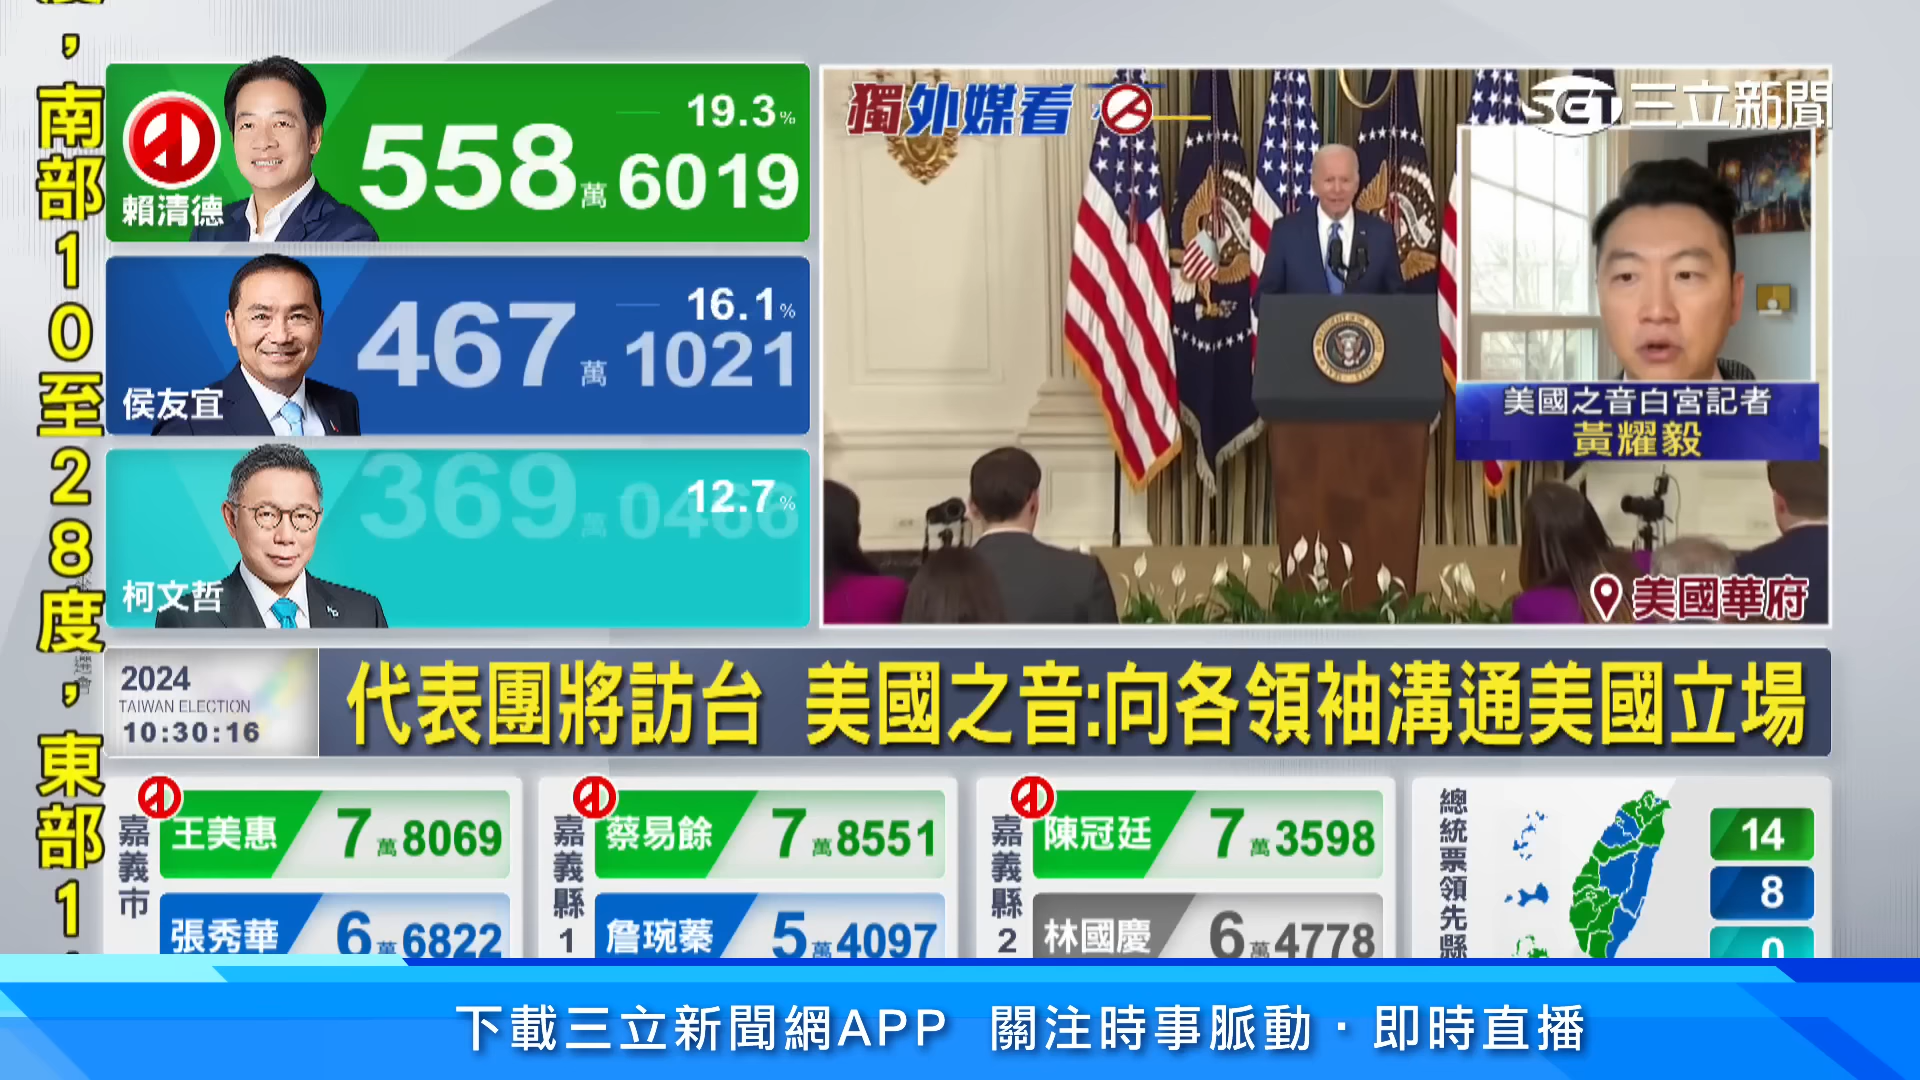 ，南部10至28度，東部1
賴清德
19.3%
558萬6019
侯友宜
16.1%
467萬1021
柯文哲
12.7%
369萬0466
獨外媒看
SET三立新聞
美國之音白宮記者
黃耀毅
美國華府
2024
TAIWAN ELECTION
10:30:16
代表團將訪台 美國之音:向各領袖溝通美國立場
嘉義市
王美惠 7萬8069
張秀華 6萬6822
嘉義縣1
蔡易餘 7萬8551
詹琬蓁 5萬4097
嘉義縣2
陳冠廷 7萬3598
林國慶 6萬4778
總統票領先縣
14
8
0
下載三立新聞網APP 關注時事脈動·即時直播